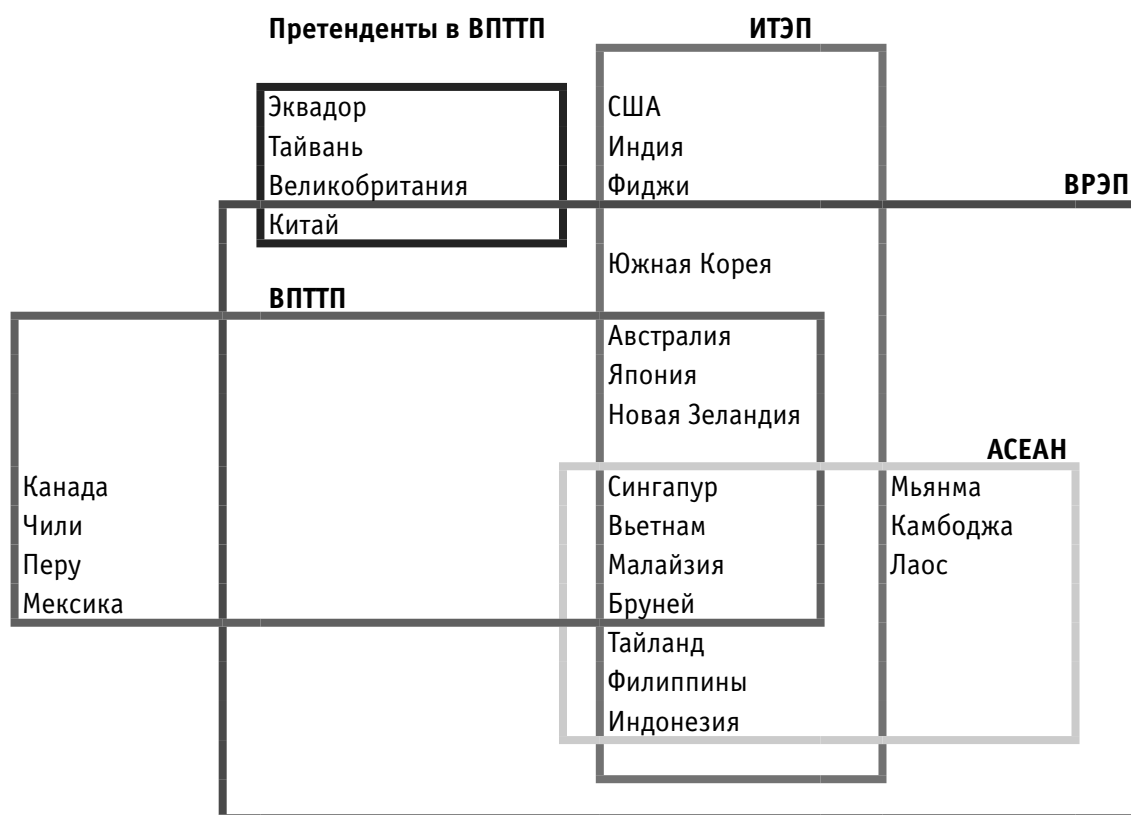 Претенденты в ВПТТП
ИТЭП
Эквадор
Тайвань
Великобритания
Китай
США
Индия
Фиджи
ВРЭП
Южная Корея
ВПТТП
Австралия
Япония
Новая Зеландия
АСЕАН
Канада
Чили
Перу
Мексика
Сингапур
Вьетнам
Малайзия
Бруней
Тайланд
Филиппины
Индонезия
Мьянма
Камбоджа
Лаос